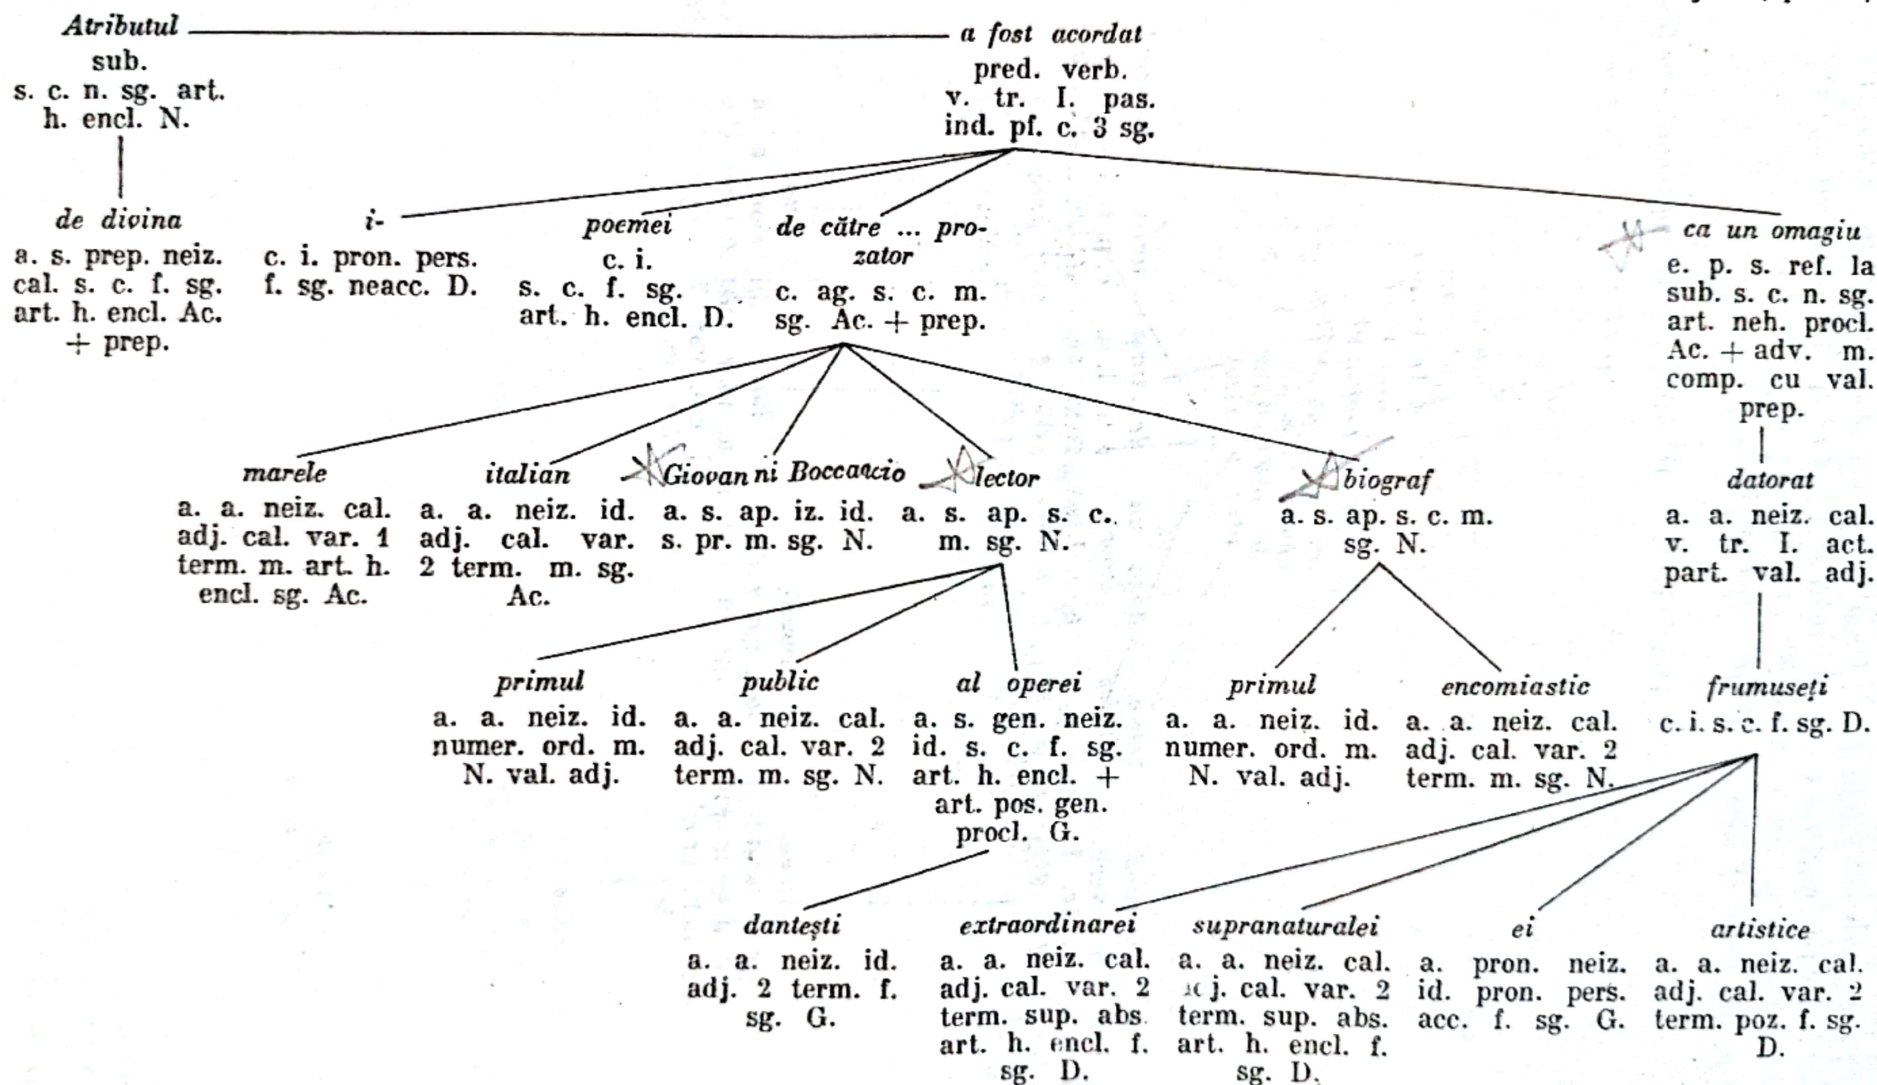 Atributul
sub.
s. c. n. sg. art.
h. encl. N.
a fost acordat
pred. verb.
v. tr. I. pas.
ind. pf. c. 3 sg.
de divina
a. s. prep. neiz.
cal. s. c. f. sg.
art. h. encl. Ac.
+ prep.
i-
c. i. pron. pers.
f. sg. neacc. D.
poemei
c. i.
s. c. f. sg.
art. h. encl. D.
de către ... pro-
zator
c. ag. s. c. m.
sg. Ac. + prep.
ca un omagiu
e. p. s. ref. la
sub. s. c. n. sg.
art. neh. procl.
Ac. + adv. m.
comp. cu val.
prep.
marele
a. a. neiz. cal.
adj. cal. var. 1
term. m. art. h.
encl. sg. Ac.
italian
a. a. neiz. id.
adj. cal. var.
2 term. m. sg.
Ac.
Giovanni Boccaccio
a. s. ap. iz. id.
s. pr. m. sg. N.
lector
a. s. ap. s. c.
m. sg. N.
biograf
a. s. ap. s. c. m.
sg. N.
datorat
a. a. neiz. cal.
v. tr. I. act.
part. val. adj.
primul
a. a. neiz. id.
numer. ord. m.
N. val. adj.
public
a. a. neiz. cal.
adj. cal. var. 2
term. m. sg. N.
al operei
a. s. gen. neiz.
id. s. c. f. sg.
art. h. encl. +
art. pos. gen.
procl. G.
primul
a. a. neiz. id.
numer. ord. m.
N. val. adj.
encomiastic
a. a. neiz. cal.
adj. cal. var. 2
term. m. sg. N.
frumuseți
c. i. s. c. f. sg. D.
dantești
a. a. neiz. id.
adj. 2 term. f.
sg. G.
extraordinarei
a. a. neiz. cal.
adj. cal. var. 2
term. sup. abs.
art. h. encl. f.
sg. D.
supranaturalei
a. a. neiz. cal.
j. cal. var. 2
term. sup. abs.
art. h. encl. f.
sg. D.
ei
a. pron. neiz.
id. pron. pers.
acc. f. sg. G.
artistice
a. a. neiz. cal.
adj. cal. var. 2
term. poz. f. sg.
D.